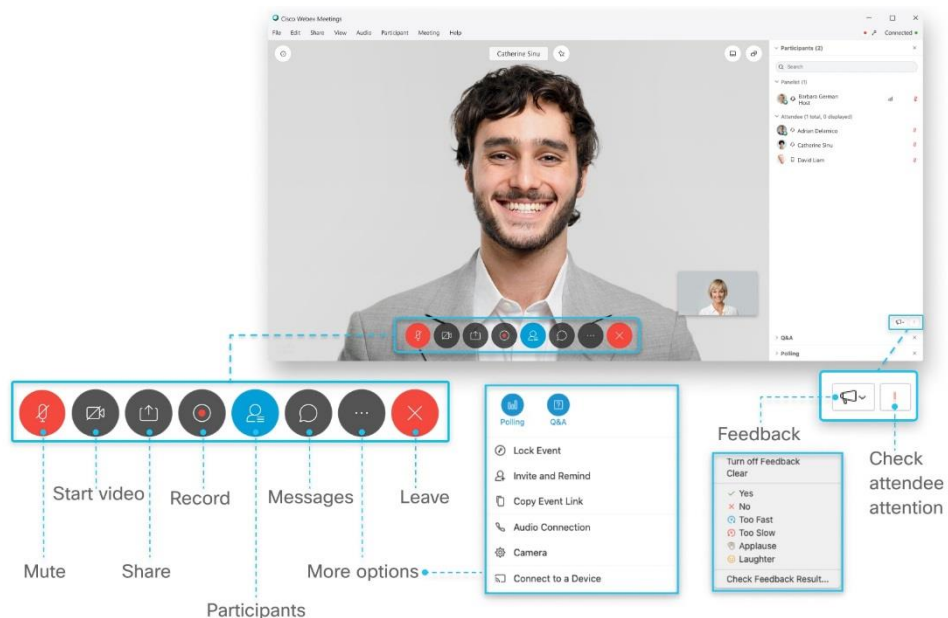 Cisco Webex Meetings
File Edit Share View Audio Participant Meeting Help
Connected
Catherine Sinu
Participants (3)
Search
Panelist (1)
Barbara German
Host
Attendee (1 total, 0 displayed)
Adrian Delamico
Catherine Sinu
David Liam
Q&A
Polling
Mute
Start video
Share
Record
Participants
Messages
More options
Leave
Polling
Q&A
Lock Event
Invite and Remind
Copy Event Link
Audio Connection
Camera
Connect to a Device
Feedback
Turn off Feedback
Clear
Yes
No
Too Fast
Too Slow
Applause
Laughter
Check Feedback Result...
Check
attendee
attention